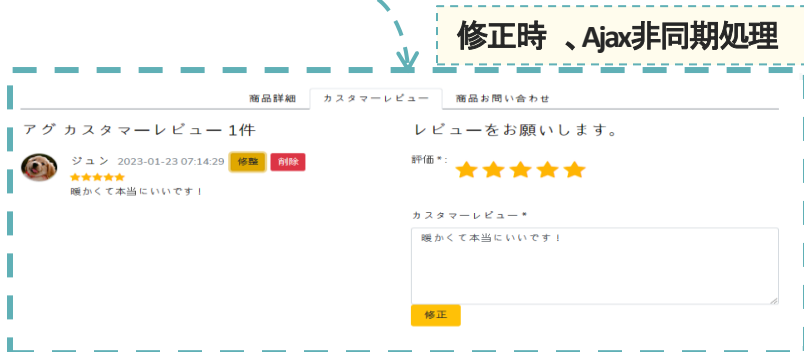 修正時 、Ajax非同期処理
商品詳細 カスタマーレビュー 商品お問い合わせ
アグ カスタマーレビュー 1件
ジュン 2023-01-23 07:14:29 修整 削除
暖かくて本当にいいです！
レビューをお願いします。
評価 * :
カスタマーレビュー *
暖かくて本当にいいです！
修正